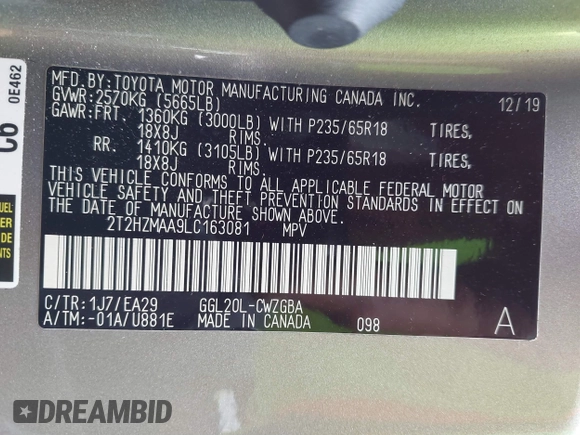 MFD.BY:TOYOTA MOTOR MANUFACTURING CANADA INC.
GVWR:2570KG (5665LB) 12/19
GAWR:FRT. 1360KG (3000LB) WITH P235/65R18 TIRES,
18X8J RIMS.
RR. 1410KG (3105LB) WITH P235/65R18 TIRES,
18X8J RIMS.
THIS VEHICLE CONFORMS TO ALL APPLICABLE FEDERAL MOTOR
VEHICLE SAFETY AND THEFT PREVENTION STANDARDS IN EFFECT ON
THE DATE OF MANUFACTURE SHOWN ABOVE.
2T2HZMAA9LC163081 MPV
C/TR:1J7/EA29 GGL20L-CWZGBA
A/TM:-01A/U881E MADE IN CANADA 098 A
C6
0E462
DREAMBID